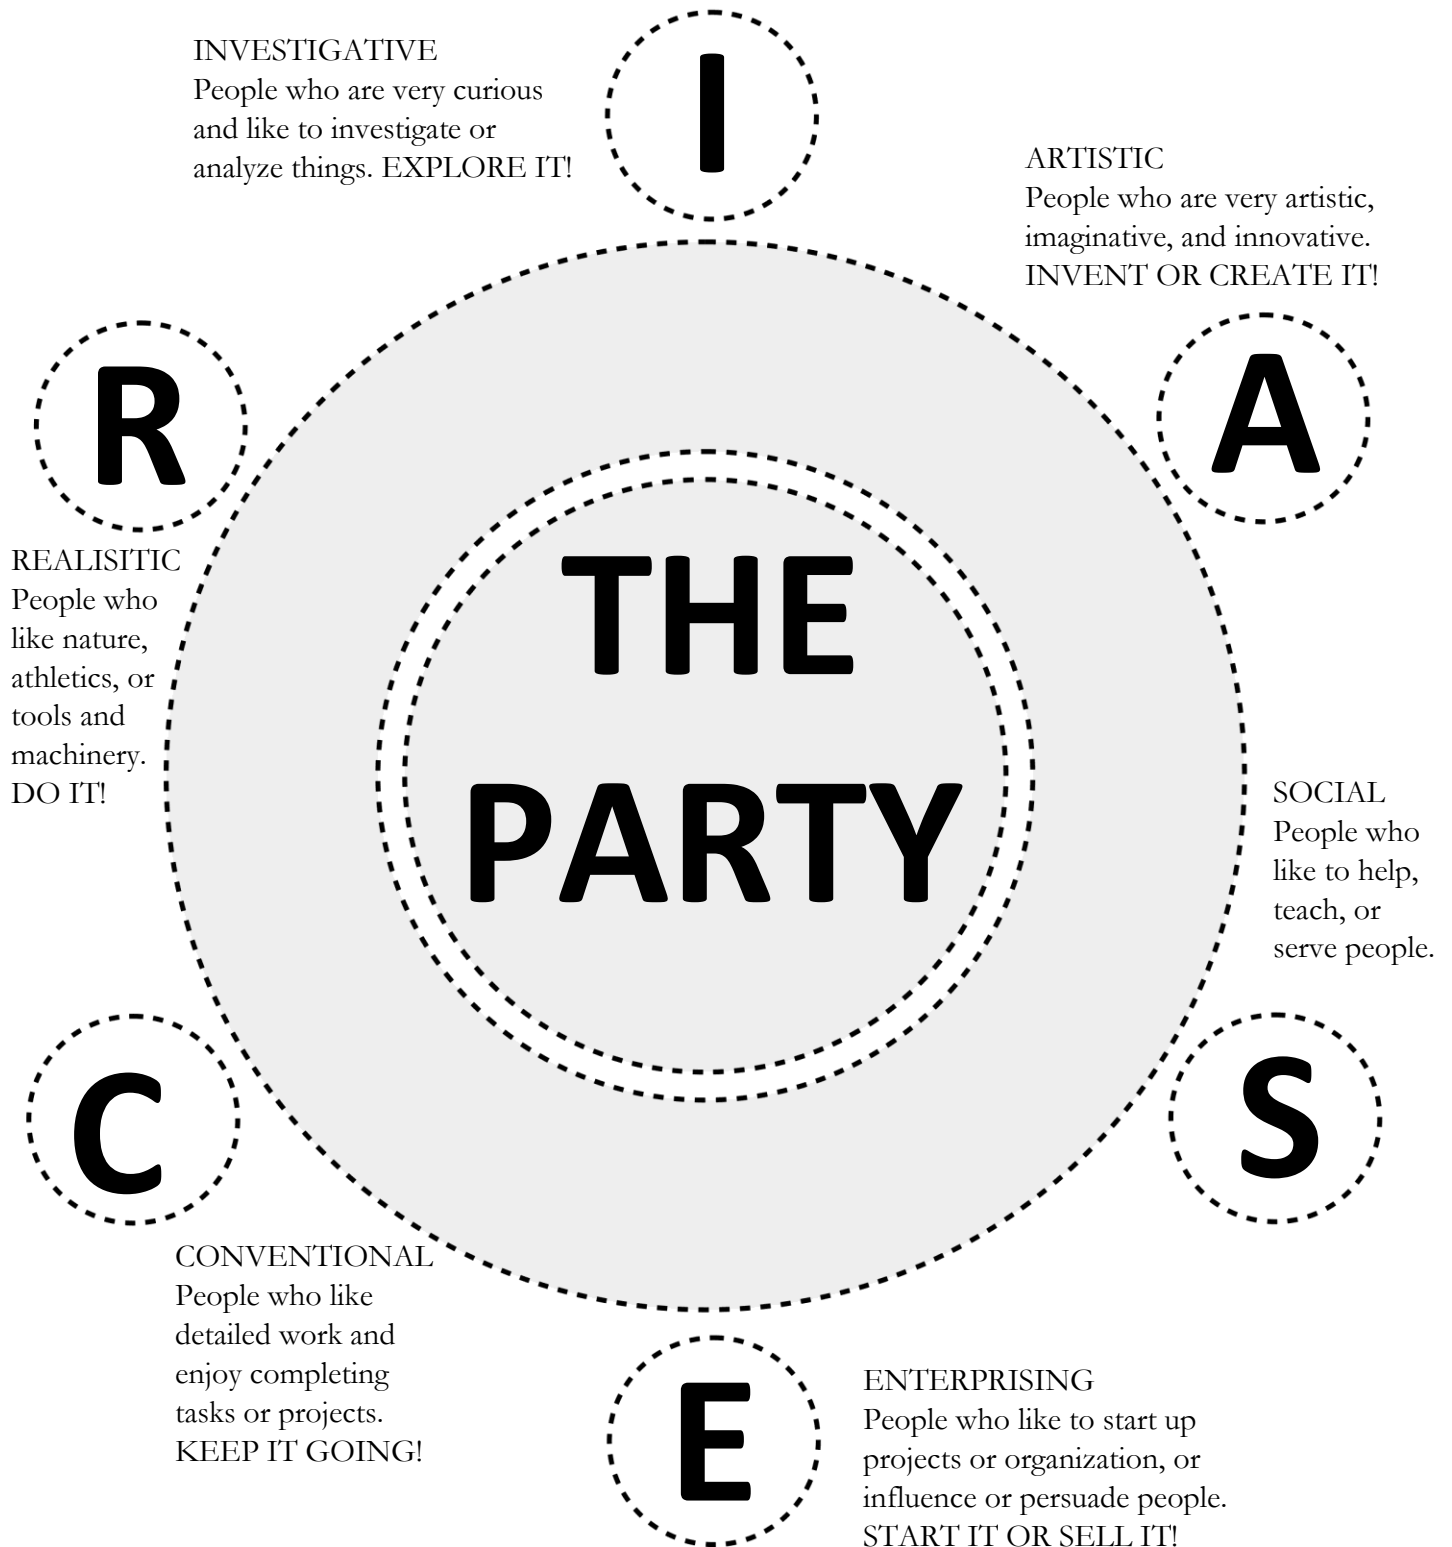 I
INVESTIGATIVE
People who are very curious
and like to investigate or
analyze things. EXPLORE IT!
ARTISTIC
People who are very artistic,
imaginative, and innovative.
INVENT OR CREATE IT!
A
R
REALISITIC
People who
like nature,
athletics, or
tools and
machinery.
DO IT!
THE
PARTY
SOCIAL
People who
like to help,
teach, or
serve people.
S
C
CONVENTIONAL
People who like
detailed work and
enjoy completing
tasks or projects.
KEEP IT GOING!
E
ENTERPRISING
People who like to start up
projects or organization, or
influence or persuade people.
START IT OR SELL IT!